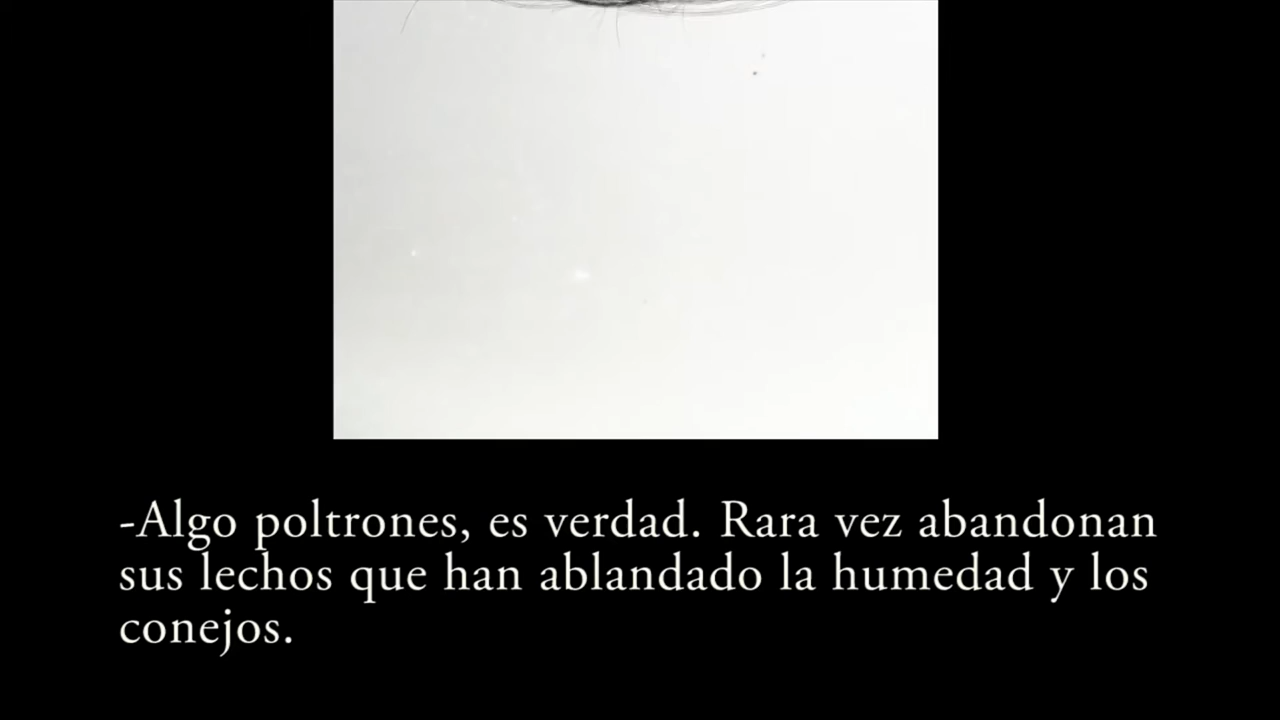 -Algo poltrones, es verdad. Rara vez abandonan
sus lechos que han ablandado la humedad y los
conejos.